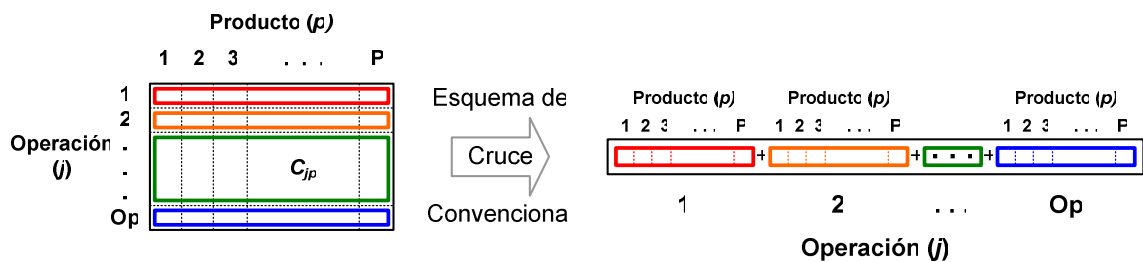 Producto (p)
1 2 3 . . . P
1
2
Operación
(j)
.
.
.
Op
Cjp
Esquema de
Cruce
Convenciona
Producto (p)
1 2 3 . . . P
Producto (p)
1 2 3 . . . P
Producto (p)
1 2 3 . . . P
+ + . . . +
1 2 . . . Op
Operación (j)